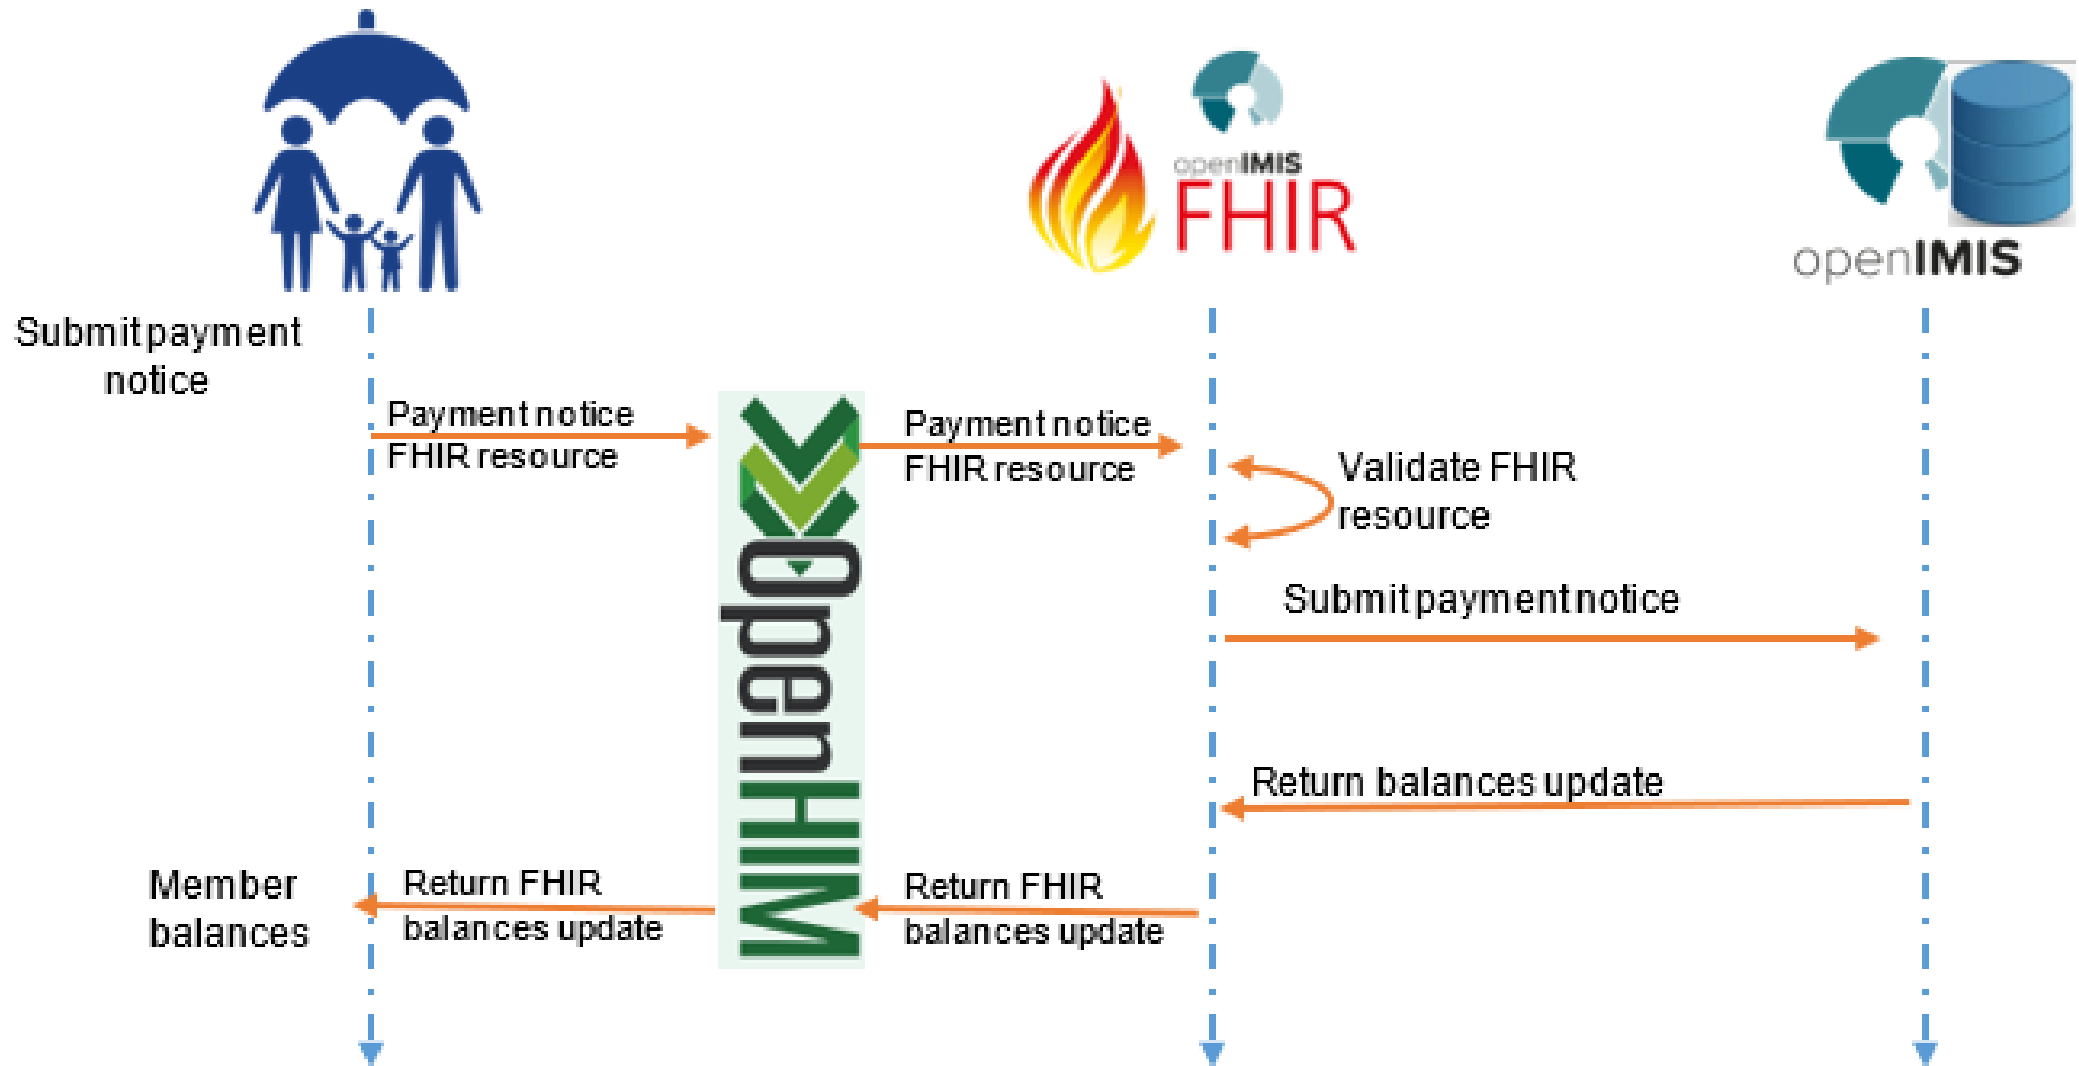 openIMIS
FHIR
openIMIS
Submit payment
notice
Payment notice
FHIR resource
Payment notice
FHIR resource
Validate FHIR
resource
OpenHIM
Submit payment notice
Return balances update
Member
balances
Return FHIR
balances update
Return FHIR
balances update